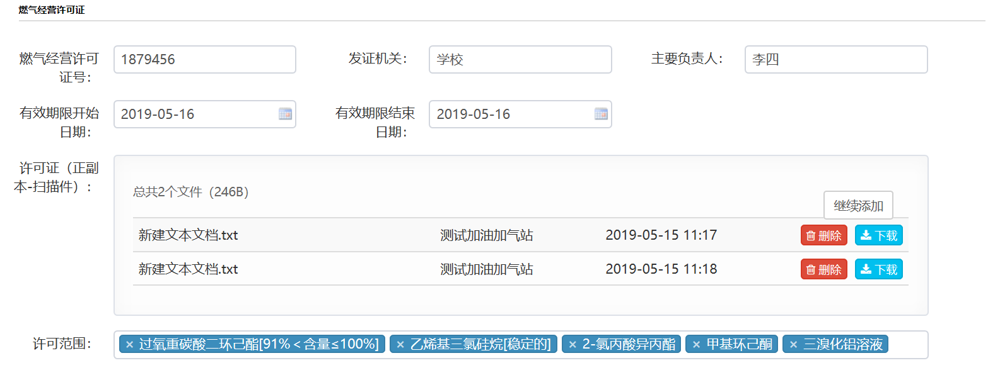 燃气经营许可证
燃气经营许可
证号：
1879456
发证机关：
学校
主要负责人：
李四
有效期限开始
日期：
2019-05-16
有效期限结束
日期：
2019-05-16
许可证（正副
本-扫描件）：
总共2个文件（246B）
继续添加
新建文本文档.txt 测试加油加气站 2019-05-15 11:17 删除 下载
新建文本文档.txt 测试加油加气站 2019-05-15 11:18 删除 下载
许可范围：
× 过氧重碳酸二环己酯[91%＜含量≤100%] × 乙烯基三氯硅烷[稳定的] × 2-氯丙酸异丙酯 × 甲基环己酮 × 三溴化铝溶液